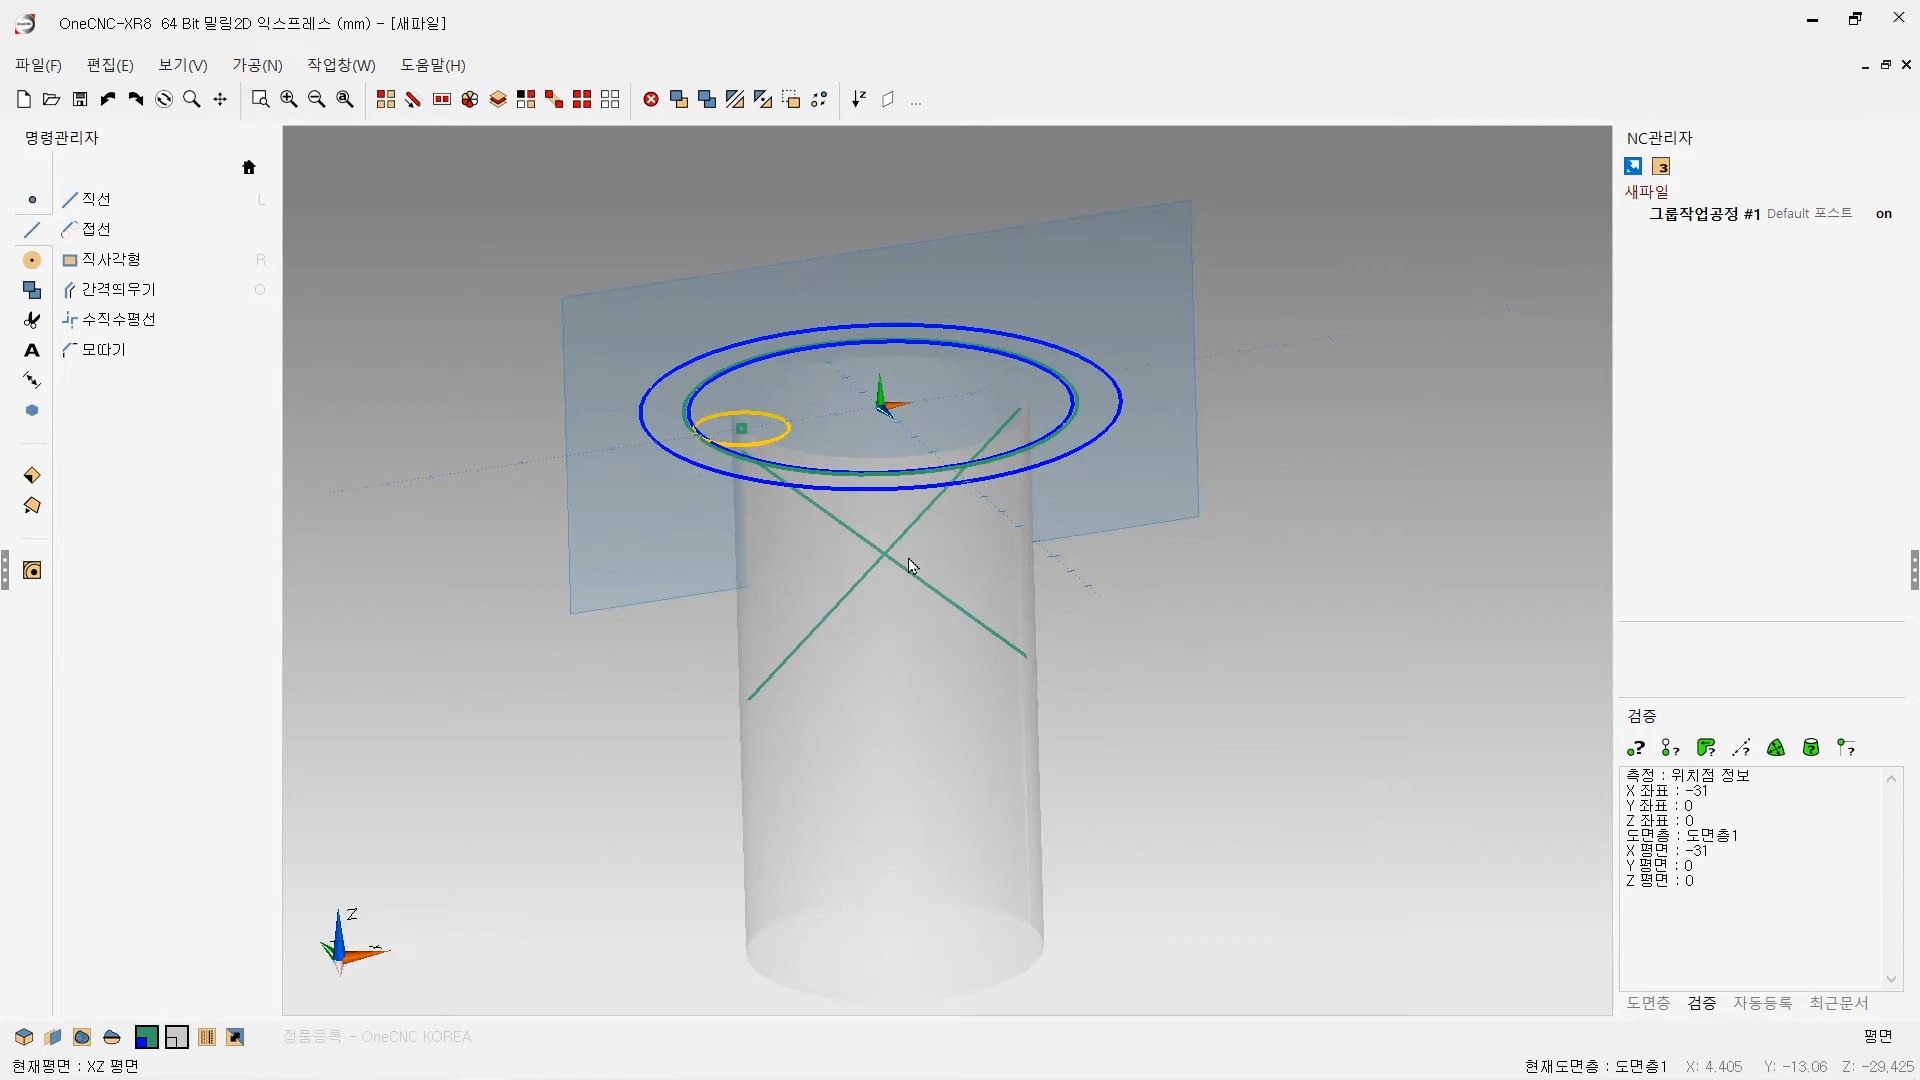 OneCNC-XR8 64 Bit 밀링2D 익스프레스 (mm) - [새파일]
파일(F) 편집(E) 보기(V) 가공(N) 작업창(W) 도움말(H)
명령관리자
직선 L
접선
직사각형 R
간격띄우기 O
수직수평선
모따기
A
Z
NC관리자
3
새파일
그룹작업공정 #1 Default 포스트 on
검증
측정 : 위치점 정보
X 좌표 : -31
Y 좌표 : 0
Z 좌표 : 0
도면층 : 도면층1
X 평면 : -31
Y 평면 : 0
Z 평면 : 0
도면층 검증 자동등록 최근문서
정품등록 - OneCNC KOREA
평면
현재평면 : XZ 평면
현재도면층 : 도면층1 X: 4.405 Y: -13.06 Z: -29.425